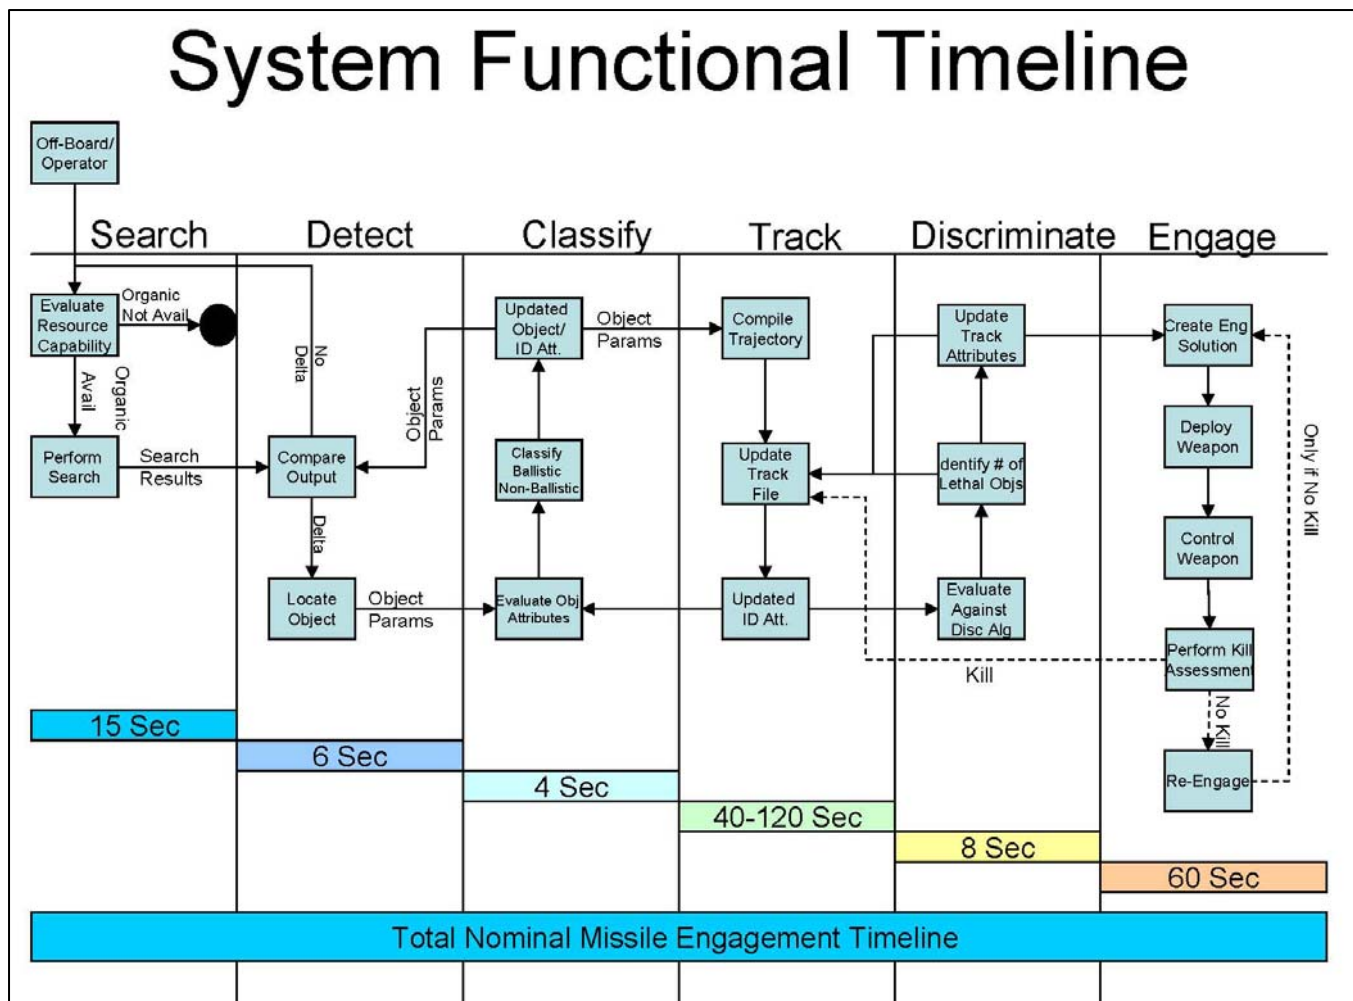 System Functional Timeline
Off-Board/
Operator
Search
Detect
Classify
Track
Discriminate
Engage
Evaluate
Resource
Capability
Organic
Not Avail
Avail
Organic
Perform
Search
Search
Results
No
Delta
Compare
Output
Delta
Locate
Object
Object
Params
Object
Params
Updated
Object/
ID Att.
Object
Params
Classify
Ballistic
Non-Ballistic
Evaluate Obj
Attributes
Compile
Trajectory
Update
Track
File
Updated
ID Att.
Update
Track
Attributes
dentify # of
Lethal Objs
Evaluate
Against
Disc Alg
Create Eng
Solution
Deploy
Weapon
Control
Weapon
Perform Kill
Assessment
Kill
No Kill
Re-Engage
Only if No Kill
15 Sec
6 Sec
4 Sec
40-120 Sec
8 Sec
60 Sec
Total Nominal Missile Engagement Timeline